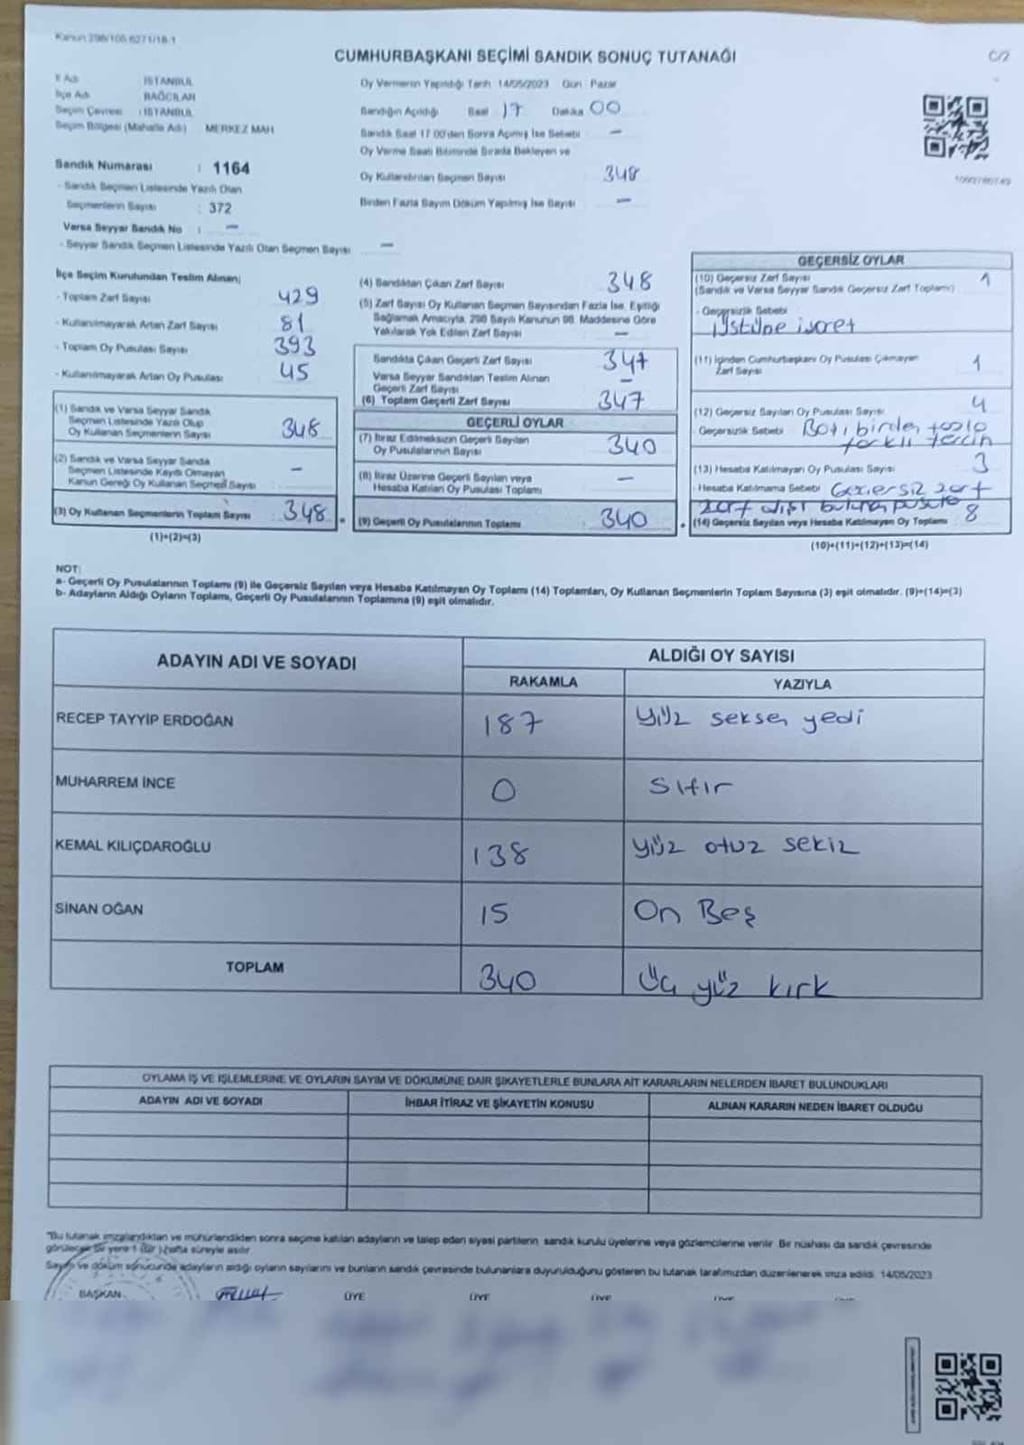 Kanun:298/105-6271/18-1
CUMHURBAŞKANI SEÇİMİ SANDIK SONUÇ TUTANAĞI
C/2
İl Adı : İSTANBUL
İlçe Adı : BAĞCILAR
Seçim Çevresi : İSTANBUL
Seçim Bölgesi (Mahalle Adı) MERKEZ MAH
Sandık Numarası : 1164
- Sandık Seçmen Listesinde Yazılı Olan
Seçmenlerin Sayısı : 372
Varsa Seyyar Sandık No : —
- Seyyar Sandık Seçmen Listesinde Yazılı Olan Seçmen Sayısı —
Oy Vermenin Yapıldığı Tarih 14/05/2023 Gün : Pazar
Sandığın Açıldığı Saat 17 Dakika 00
Sandık Saat 17.00'den Sonra Açılmış İse Sebebi —
Oy Verme Saati Bitiminde Sırada Bekleyen ve
Oy Kullandırılan Seçmen Sayısı 348
Birden Fazla Sayım Döküm Yapılmış İse Sayısı —
İlçe Seçim Kurulundan Teslim Alınan;
- Toplam Zarf Sayısı 429
- Kullanılmayarak Artan Zarf Sayısı 81
- Toplam Oy Pusulası Sayısı 393
- Kullanılmayarak Artan Oy Pusulası 45
(1) Sandık ve Varsa Seyyar Sandık
Seçmen Listesinde Yazılı Olup
Oy Kullanan Seçmenlerin Sayısı 348
(2) Sandık ve Varsa Seyyar Sandık
Seçmen Listesinde Kayıtlı Olmayan
Kanun Gereği Oy Kullanan Seçmen Sayısı —
(3) Oy Kullanan Seçmenlerin Toplam Sayısı 348
(1)+(2)=(3)
(4) Sandıktan Çıkan Zarf Sayısı 348
(5) Zarf Sayısı Oy Kullanan Seçmen Sayısından Fazla İse, Eşitliği
Sağlamak Amacıyla, 298 Sayılı Kanunun 98. Maddesine Göre
Yakılarak Yok Edilen Zarf Sayısı —
Sandıkta Çıkan Geçerli Zarf Sayısı 347
Varsa Seyyar Sandıktan Teslim Alınan
Geçerli Zarf Sayısı —
(6) Toplam Geçerli Zarf Sayısı 347
GEÇERLİ OYLAR
(7) İtiraz Edilmeksizin Geçerli Sayılan
Oy Pusulalarının Sayısı 340
(8) İtiraz Üzerine Geçerli Sayılan veya
Hesaba Katılan Oy Pusulası Toplamı —
(9) Geçerli Oy Pusulalarının Toplamı 340
GEÇERSİZ OYLAR
(10) Geçersiz Zarf Sayısı 1
(Sandık ve Varsa Seyyar Sandık Geçersiz Zarf Toplamı)
- Geçersizlik Sebebi
Üstüne işaret
(11) İçinden Cumhurbaşkanı Oy Pusulası Çıkmayan
Zarf Sayısı 1
(12) Geçersiz Sayılan Oy Pusulası Sayısı 4
- Geçersizlik Sebebi birden fazla
farklı tercih
(13) Hesaba Katılmayan Oy Pusulası Sayısı 3
- Hesaba Katılmama Sebebi Geçersiz zarf
zarf dışı bulunan pusula
(14) Geçersiz Sayılan veya Hesaba Katılmayan Oy Toplamı 8
(10)+(11)+(12)+(13)=(14)
NOT:
a- Geçerli Oy Pusulalarının Toplamı (9) ile Geçersiz Sayılan veya Hesaba Katılmayan Oy Toplamı (14) Toplamları, Oy Kullanan Seçmenlerin Toplam Sayısına (3) eşit olmalıdır. (9)+(14)=(3)
b- Adayların Aldığı Oyların Toplamı, Geçerli Oy Pusulalarının Toplamına (9) eşit olmalıdır.
ADAYIN ADI VE SOYADI
ALDIĞI OY SAYISI
RAKAMLA YAZIYLA
RECEP TAYYİP ERDOĞAN 187 Yüz seksen yedi
MUHARREM İNCE 0 Sıfır
KEMAL KILIÇDAROĞLU 138 yüz otuz sekiz
SİNAN OĞAN 15 On Beş
TOPLAM 340 Üç yüz kırk
OYLAMA İŞ VE İŞLEMLERİNE VE OYLARIN SAYIM VE DÖKÜMÜNE DAİR ŞİKAYETLERLE BUNLARA AİT KARARLARIN NELERDEN İBARET BULUNDUKLARI
ADAYIN ADI VE SOYADI İHBAR İTİRAZ VE ŞİKAYETİN KONUSU ALINAN KARARIN NEDEN İBARET OLDUĞU
"Bu tutanak imzalandıktan ve mühürlendikten sonra seçime katılan adayların ve talep eden siyasi partilerin, sandık kurulu üyelerine veya gözlemcilerine verilir. Bir nüshası da sandık çevresinde
görülecek bir yere 1 (bir) hafta süreyle asılır.
Sayım ve döküm sonucunda adayların aldığı oyların sayılarını ve bunların sandık çevresinde bulunanlara duyurulduğunu gösteren bu tutanak tarafımızdan düzenlenerek imza edildi. 14/05/2023
BAŞKAN ÜYE ÜYE ÜYE